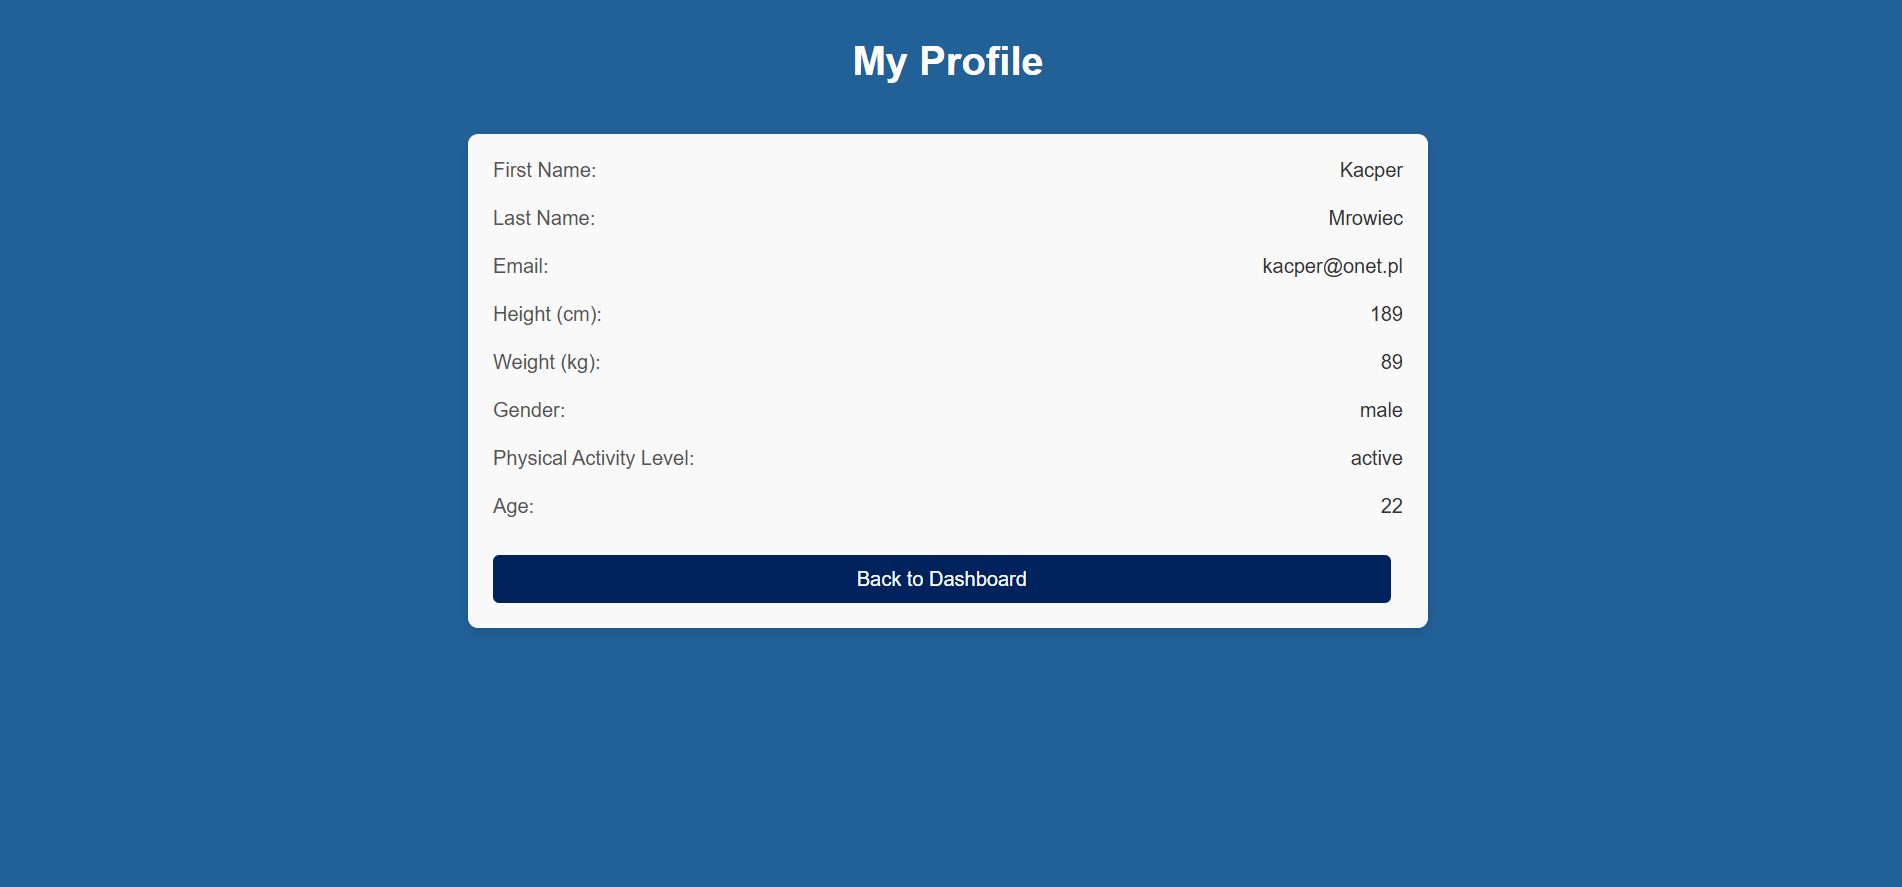 My Profile
First Name: Kacper
Last Name: Mrowiec
Email: kacper@onet.pl
Height (cm): 189
Weight (kg): 89
Gender: male
Physical Activity Level: active
Age: 22
Back to Dashboard